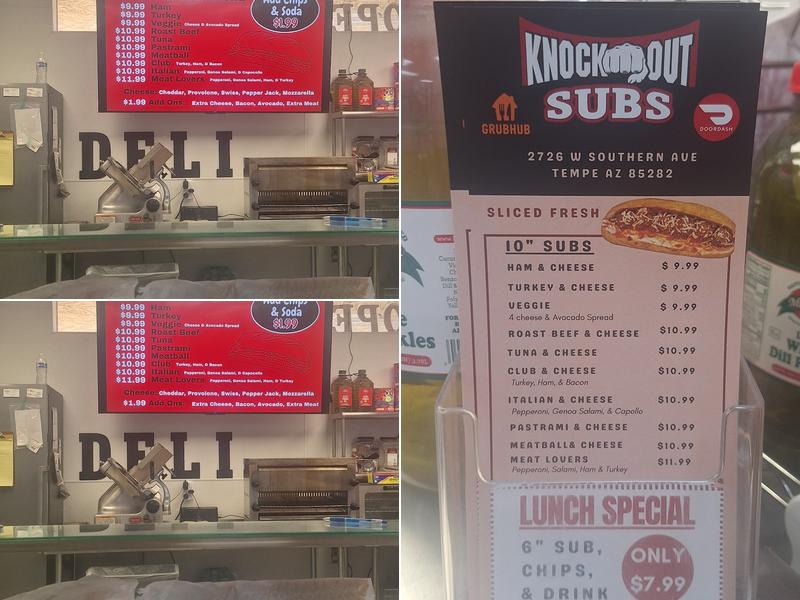 Add Chips
& Soda
$1.99
$9.99 Ham
$9.99 Turkey
$9.99 Veggie Cheese & Avocado Spread
$10.99 Roast Beef
$10.99 Tuna
$10.99 Pastrami
$10.99 Meatball
$10.99 Club Turkey, Ham, & Bacon
$10.99 Italian Pepperoni, Genoa Salami, & Capocollo
$11.99 Meat Lovers Pepperoni, Genoa Salami, Ham, & Turkey
Cheese Cheddar, Provolone, Swiss, Pepper Jack, Mozzarella
$1.99 Add Ons: Extra Cheese, Bacon, Avocado, Extra Meat
OPE
DELI
Add Chips
& Soda
$1.99
$9.99 Ham
$9.99 Turkey
$9.99 Veggie Cheese & Avocado Spread
$10.99 Roast Beef
$10.99 Tuna
$10.99 Pastrami
$10.99 Meatball
$10.99 Club Turkey, Ham, & Bacon
$10.99 Italian Pepperoni, Genoa Salami, & Capocollo
$11.99 Meat Lovers Pepperoni, Genoa Salami, Ham, & Turkey
Cheese Cheddar, Provolone, Swiss, Pepper Jack, Mozzarella
$1.99 Add Ons: Extra Cheese, Bacon, Avocado, Extra Meat
OPE
DELI
KNOCKOUT
SUBS
GRUBHUB
DOORDASH
2726 W SOUTHERN AVE
TEMPE AZ 85282
SLICED FRESH
10" SUBS
HAM & CHEESE $ 9.99
TURKEY & CHEESE $ 9.99
VEGGIE $ 9.99
4 cheese & Avocado Spread
ROAST BEEF & CHEESE $10.99
TUNA & CHEESE $10.99
CLUB & CHEESE $10.99
Turkey, Ham, & Bacon
ITALIAN & CHEESE $10.99
Pepperoni, Genoa Salami, & Capollo
PASTRAMI & CHEESE $10.99
MEATBALL& CHEESE $10.99
MEAT LOVERS $11.99
Pepperoni, Salami, Ham & Turkey
LUNCH SPECIAL
6" SUB,
CHIPS,
& DRINK
ONLY
$7.99